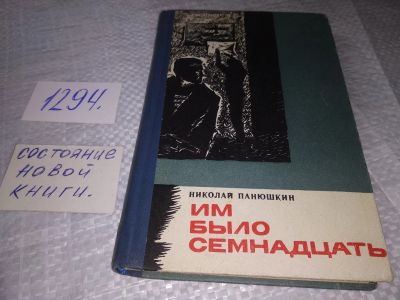 1294.
СОСТОЯНИЕ
НОВОЙ
КНИГИ.
НИКОЛАЙ ПАНЮШКИН
ИМ
БЫЛО
СЕМНАДЦАТЬ